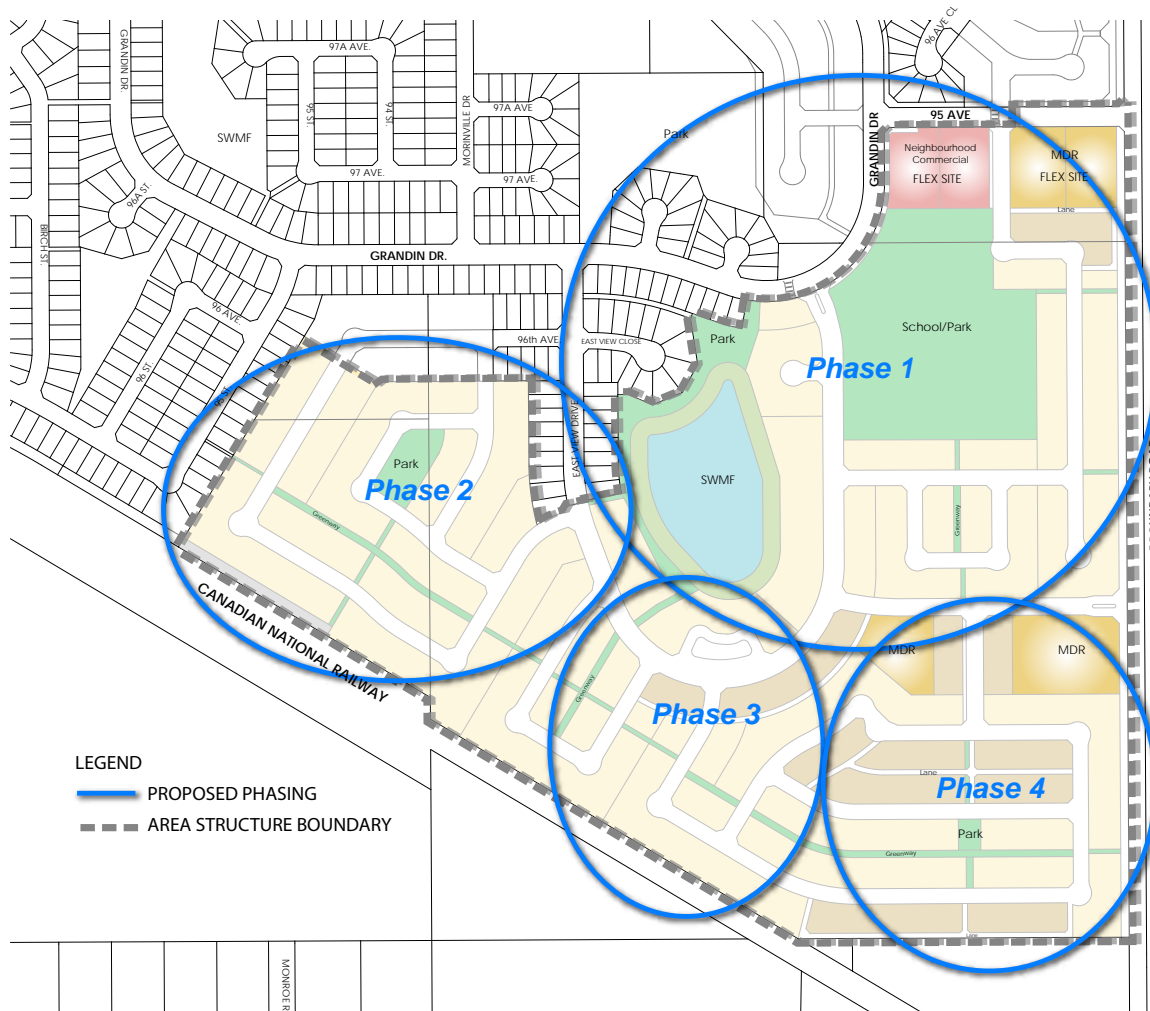 96 AVE CL
GRANDIN DR.
97A AVE.
95 ST.
94 ST.
MORINVILLE DR
97A AVE
SWMF
Park
GRANDIN DR
95 AVE
Neighbourhood
Commercial
FLEX SITE
MDR
FLEX SITE
Lane
97 AVE.
97 AVE.
96A ST.
BIRCH ST.
GRANDIN DR.
96 AVE.
96 ST.
95 ST.
96th AVE.
EAST VIEW CLOSE
EAST VIEW DRIVE
Park
School/Park
Phase 1
Park
Phase 2
SWMF
Greenway
Greenway
CANADIAN NATIONAL RAILWAY
MDR
MDR
Greenway
Phase 3
Lane
Phase 4
Park
Greenway
Lane
LEGEND
PROPOSED PHASING
AREA STRUCTURE BOUNDARY
MONROE R